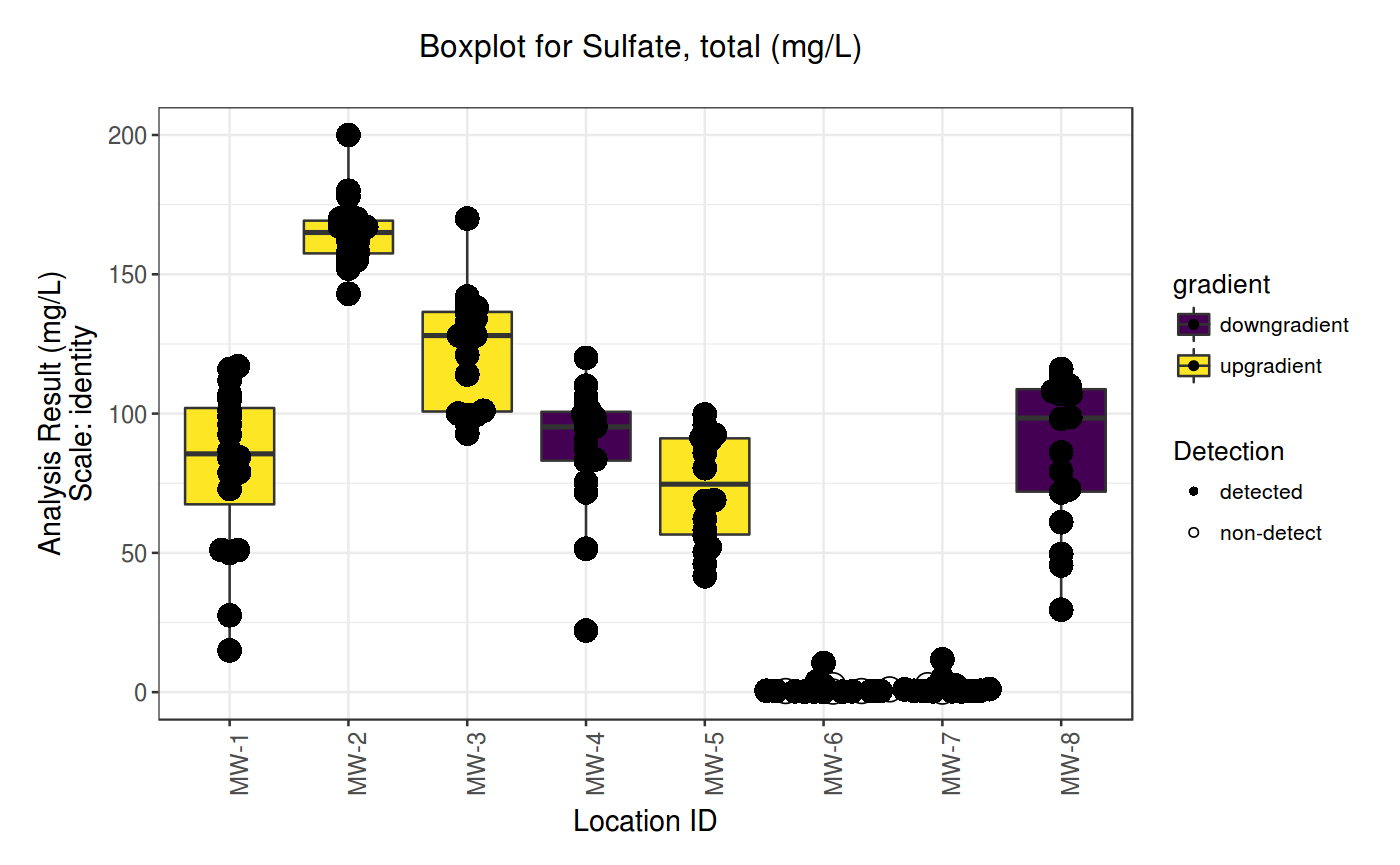 Boxplot for Sulfate, total (mg/L)
Analysis Result (mg/L)
Scale: identity
200
150
100
50
0
MW-1
MW-2
MW-3
MW-4
MW-5
MW-6
MW-7
MW-8
Location ID
gradient
downgradient
upgradient
Detection
detected
non-detect